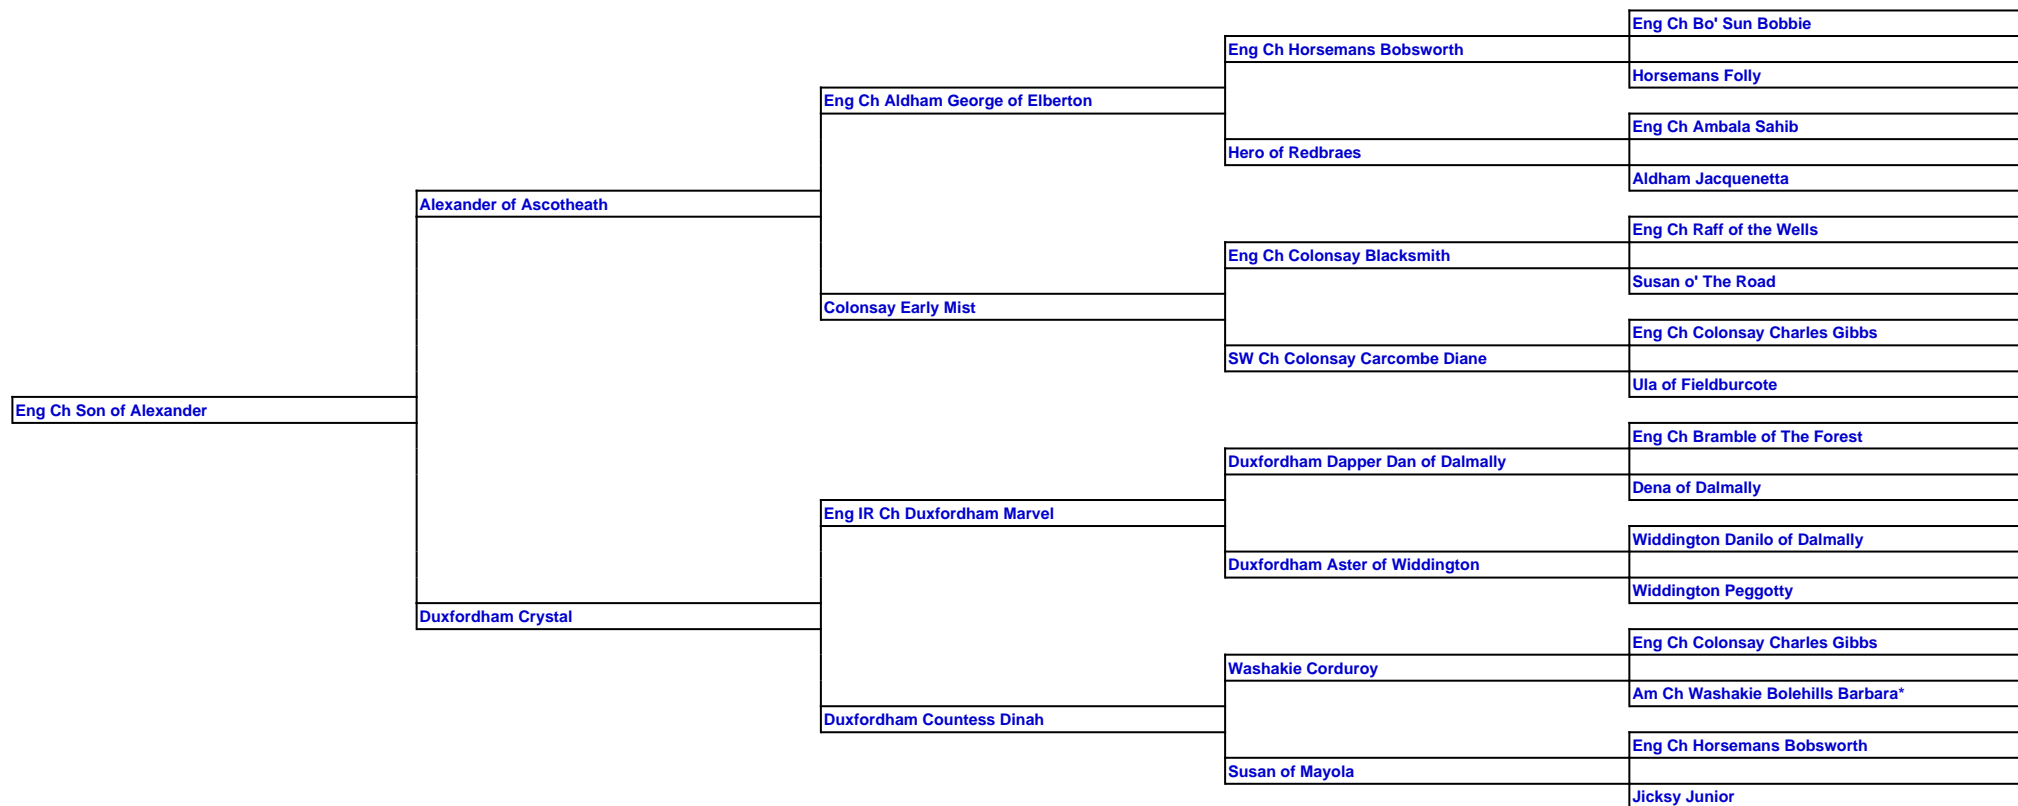 Eng Ch Bo' Sun Bobbie
Eng Ch Horsemans Bobsworth
Horsemans Folly
Eng Ch Aldham George of Elberton
Eng Ch Ambala Sahib
Hero of Redbraes
Aldham Jacquenetta
Alexander of Ascotheath
Eng Ch Raff of the Wells
Eng Ch Colonsay Blacksmith
Susan o' The Road
Colonsay Early Mist
Eng Ch Colonsay Charles Gibbs
SW Ch Colonsay Carcombe Diane
Ula of Fieldburcote
Eng Ch Son of Alexander
Eng Ch Bramble of The Forest
Duxfordham Dapper Dan of Dalmally
Dena of Dalmally
Eng IR Ch Duxfordham Marvel
Widdington Danilo of Dalmally
Duxfordham Aster of Widdington
Widdington Peggotty
Duxfordham Crystal
Eng Ch Colonsay Charles Gibbs
Washakie Corduroy
Am Ch Washakie Bolehills Barbara*
Duxfordham Countess Dinah
Eng Ch Horsemans Bobsworth
Susan of Mayola
Jicksy Junior